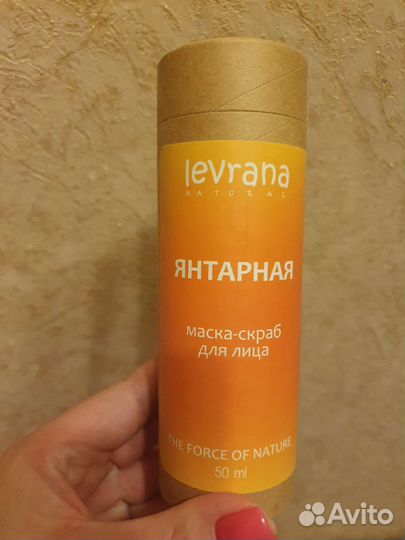 levrana
NATURAL
ЯНТАРНАЯ
маска-скраб
для лица
THE FORCE OF NATURE
50 ml
Avito